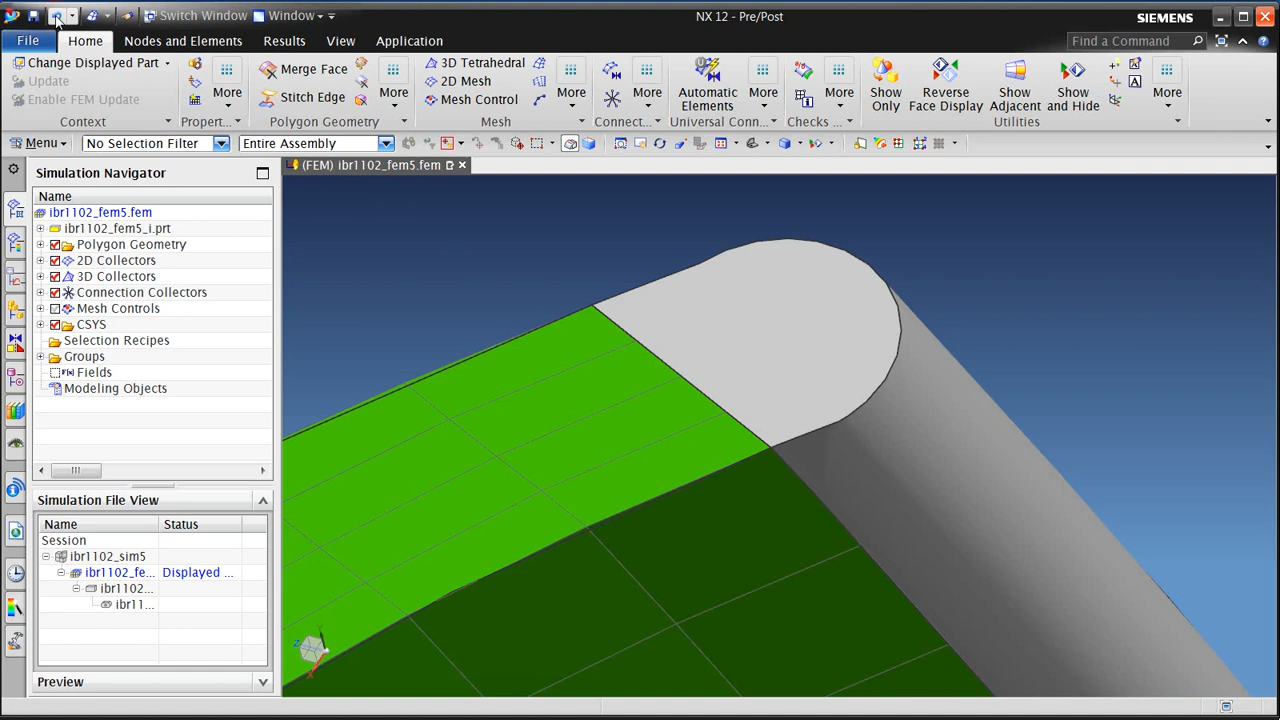 Switch Window Window NX 12 - Pre/Post SIEMENS
File Home Nodes and Elements Results View Application Find a Command
Change Displayed Part
Update
Enable FEM Update
Context
More
Propert...
Merge Face
Stitch Edge
More
Polygon Geometry
3D Tetrahedral
2D Mesh
Mesh Control
More
Mesh
More
Connect...
Automatic
Elements
More
Universal Conn...
More
Checks ...
Show
Only
Reverse
Face Display
Show
Adjacent
Show
and Hide
More
Utilities
Menu No Selection Filter Entire Assembly
Simulation Navigator
(FEM) ibr1102_fem5.fem
Name
ibr1102_fem5.fem
ibr1102_fem5_i.prt
Polygon Geometry
2D Collectors
3D Collectors
Connection Collectors
Mesh Controls
CSYS
Selection Recipes
Groups
Fields
Modeling Objects
Simulation File View
Name Status
Session
ibr1102_sim5
ibr1102_fe... Displayed ...
ibr1102...
ibr11...
Preview